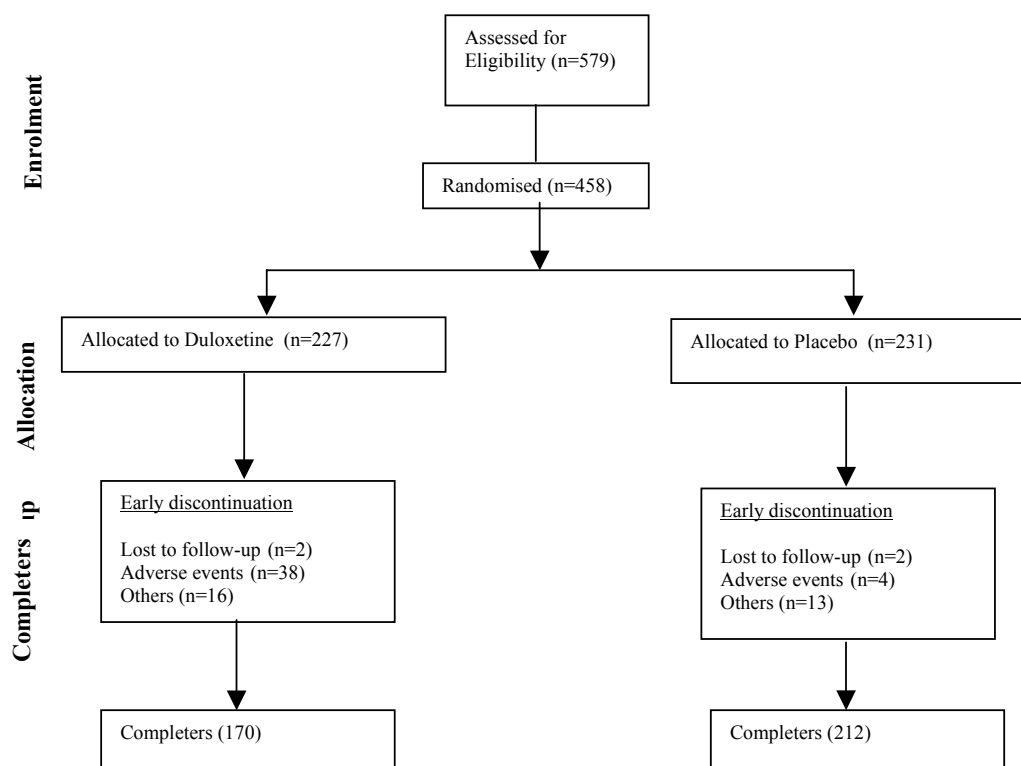 Enrolment
Assessed for
Eligibility (n=579)
Randomised (n=458)
Allocation
Allocated to Duloxetine (n=227)
Allocated to Placebo (n=231)
Completers up
Early discontinuation
Lost to follow-up (n=2)
Adverse events (n=38)
Others (n=16)
Early discontinuation
Lost to follow-up (n=2)
Adverse events (n=4)
Others (n=13)
Completers (170)
Completers (212)